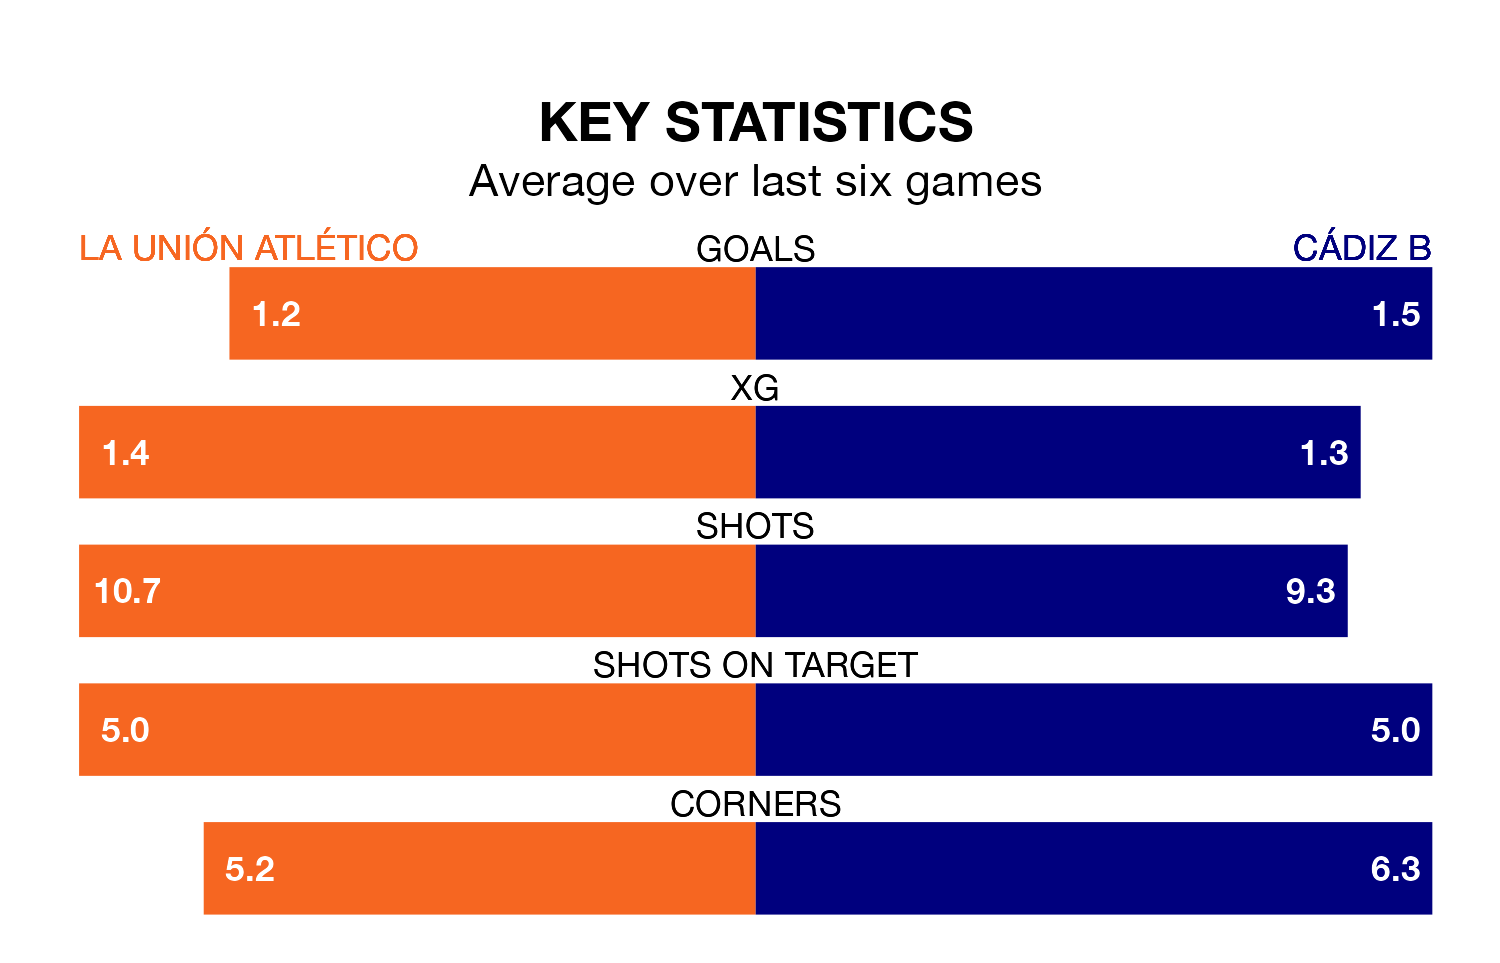 KEY STATISTICS
Average over last six games
LA UNIÓN ATLÉTICO GOALS CÁDIZ B
1.2 1.5
XG
1.4 1.3
SHOTS
10.7 9.3
SHOTS ON TARGET
5.0 5.0
CORNERS
5.2 6.3